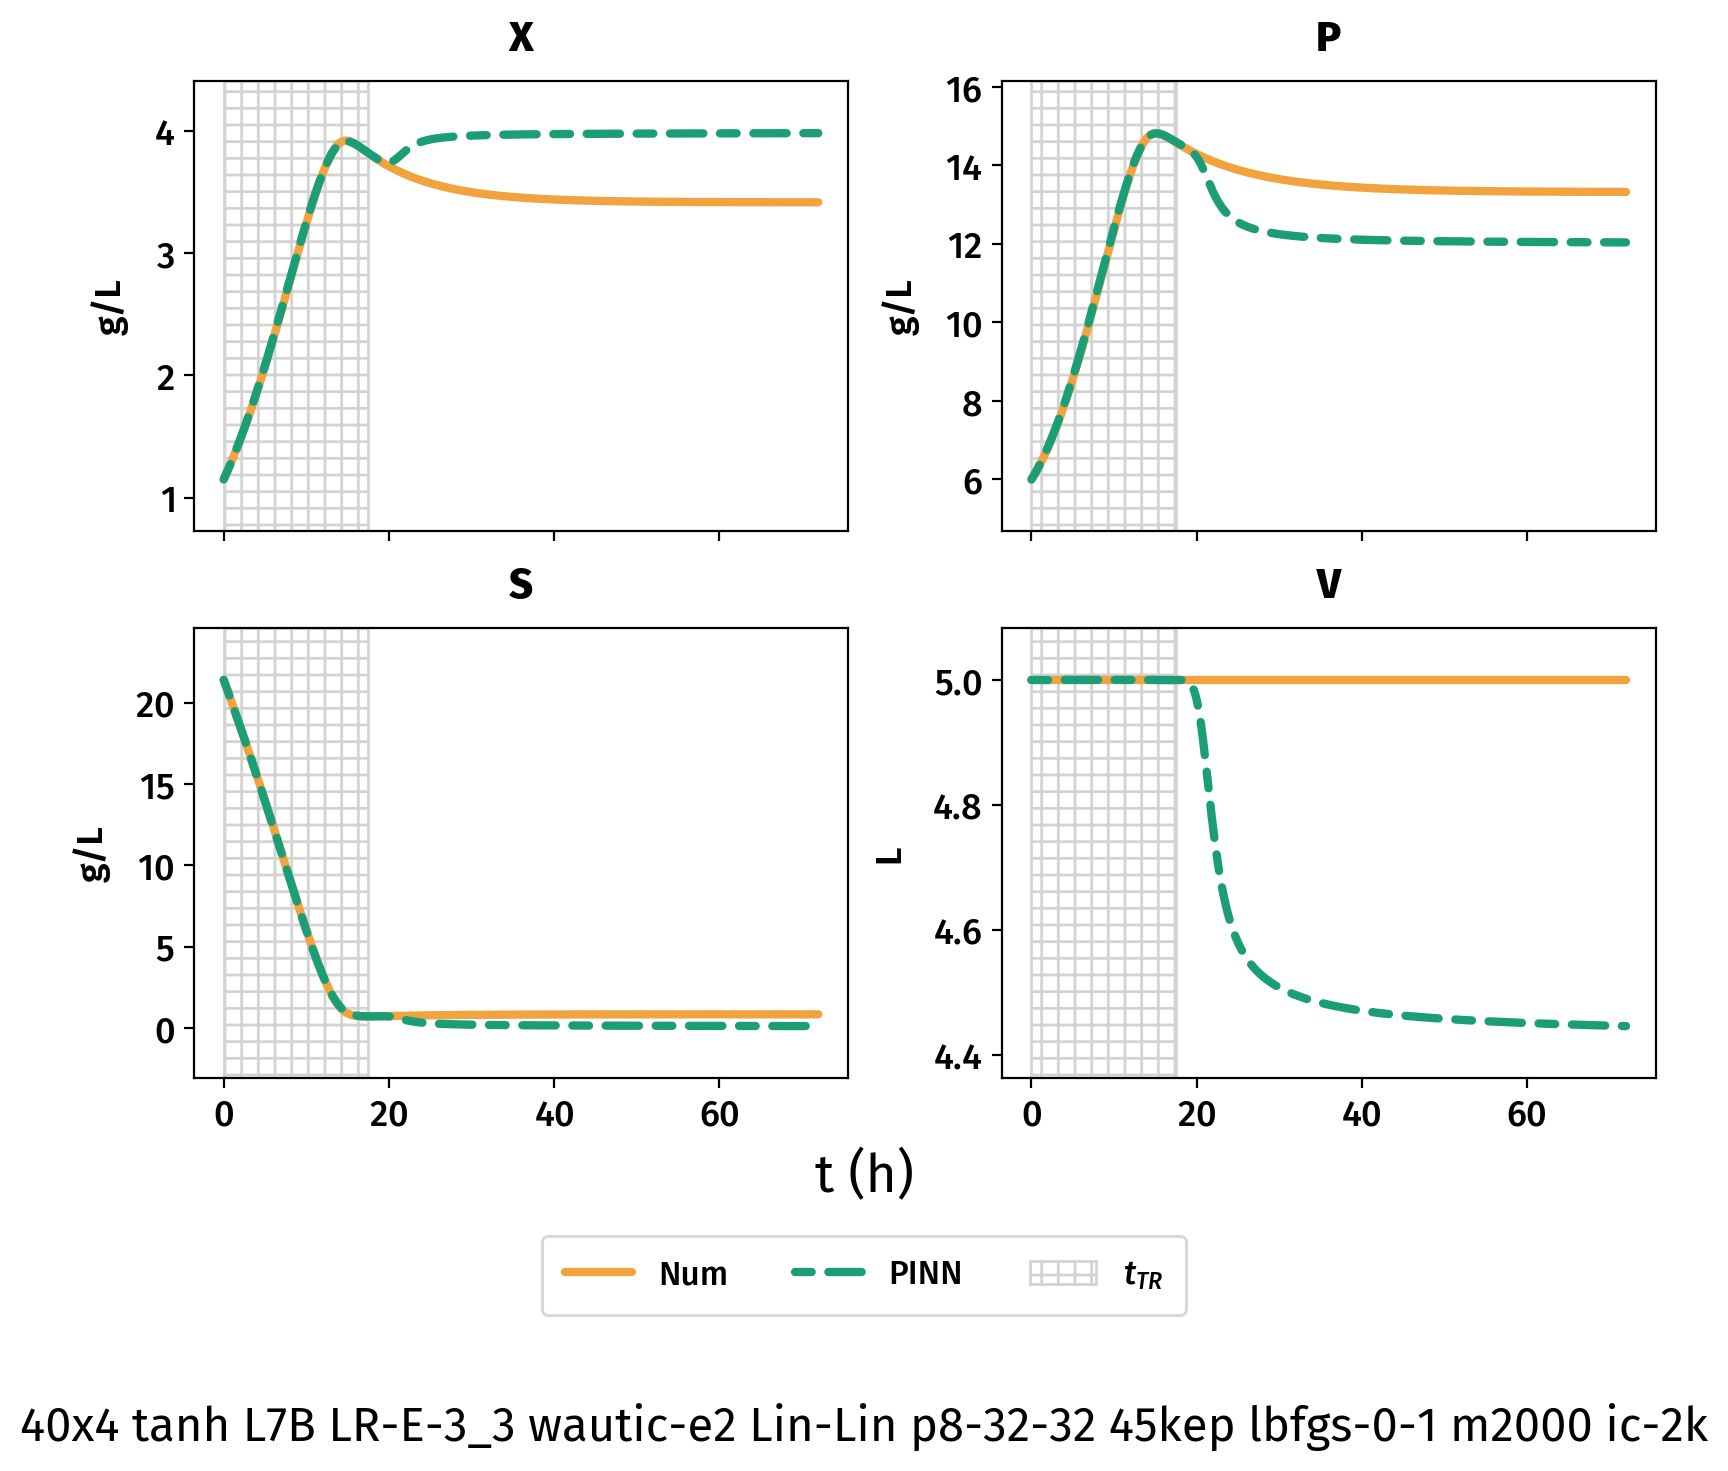 X
P
4
3
2
1
g/L
16
14
12
10
8
6
g/L
S
V
20
15
10
5
0
g/L
5.0
4.8
4.6
4.4
L
0 20 40 60
0 20 40 60
t (h)
Num PINN tTR
40x4 tanh L7B LR-E-3_3 wautic-e2 Lin-Lin p8-32-32 45kep lbfgs-0-1 m2000 ic-2k